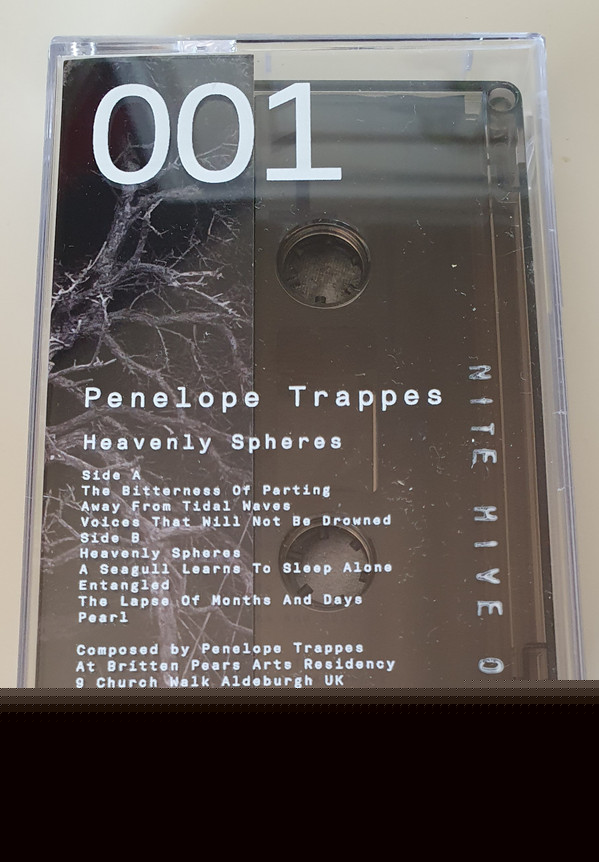 001
Penelope Trappes
Heavenly Spheres
Side A
The Bitterness Of Parting
Away From Tidal Waves
Voices That Will Not Be Drowned
Side B
Heavenly Spheres
A Seagull Learns To Sleep Alone
Entangled
The Lapse Of Months And Days
Pearl
Composed by Penelope Trappes
At Britten Pears Arts Residency
9 Church Walk Aldeburgh UK
NITE HIVE 0